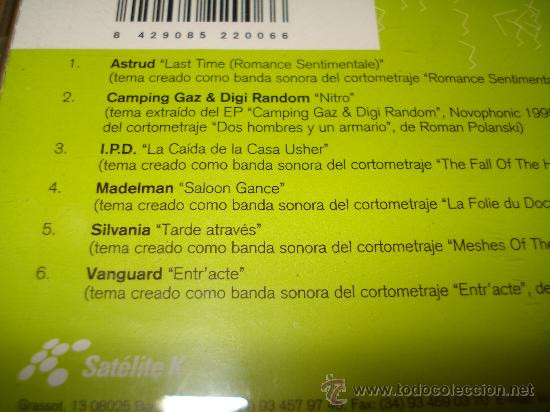 8 429085 220066
1. Astrud "Last Time (Romance Sentimentale)"
(tema creado como banda sonora del cortometraje "Romance Sentimenta
2. Camping Gaz & Digi Random "Nitro"
(tema extraído del EP "Camping Gaz & Digi Random", Novophonic 199
del cortometraje "Dos hombres y un armario", de Roman Polanski)
3. I.P.D. "La Caída de la Casa Usher"
(tema creado como banda sonora del cortometraje "The Fall Of The H
4. Madelman "Saloon Gance"
(tema creado como banda sonora del cortometraje "La Folie du Doc
5. Silvania "Tarde através"
(tema creado como banda sonora del cortometraje "Meshes Of The
6. Vanguard "Entr'acte"
(tema creado como banda sonora del cortometraje "Entr'acte", de
Satélite K
Grassot, 13 08025
todocoleccion
www.todocoleccion.net